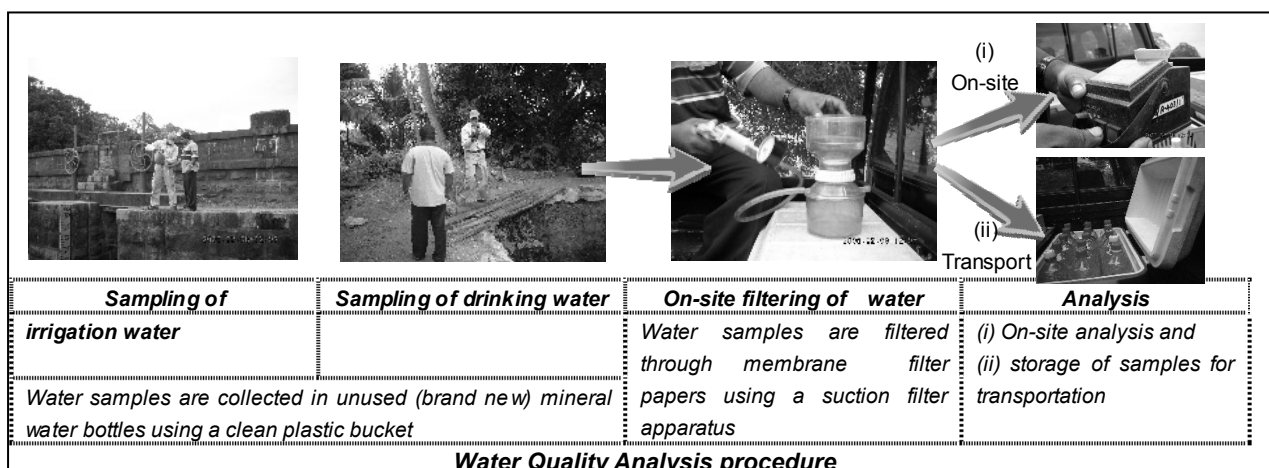 (i)
On-site
(ii)
Transport
Sampling of
irrigation water
Sampling of drinking water
On-site filtering of water
Analysis
Water samples are collected in unused (brand new) mineral
water bottles using a clean plastic bucket
Water samples are filtered
through membrane filter
papers using a suction filter
apparatus
(i) On-site analysis and
(ii) storage of samples for
transportation
Water Quality Analysis procedure